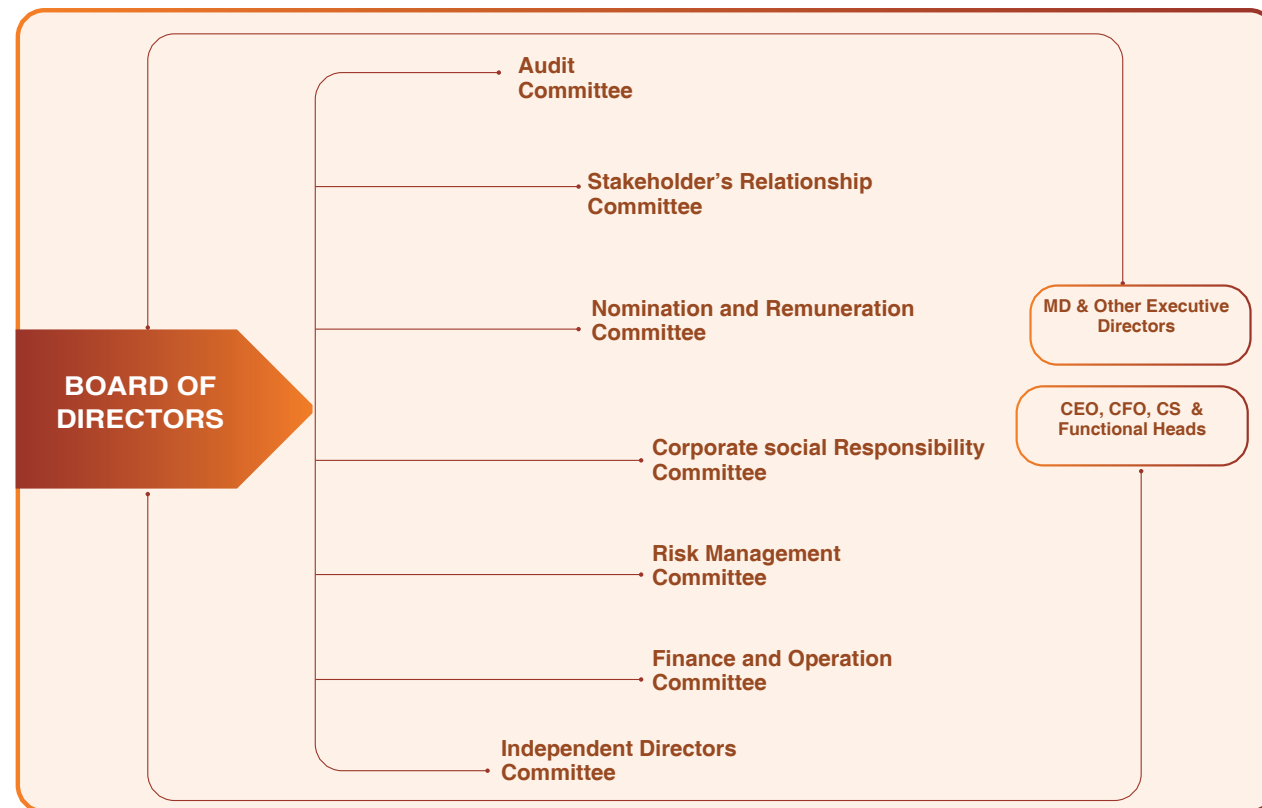 Audit
Committee
Stakeholder’s Relationship
Committee
Nomination and Remuneration
Committee
MD & Other Executive
Directors
BOARD OF
DIRECTORS
CEO, CFO, CS &
Functional Heads
Corporate social Responsibility
Committee
Risk Management
Committee
Finance and Operation
Committee
Independent Directors
Committee